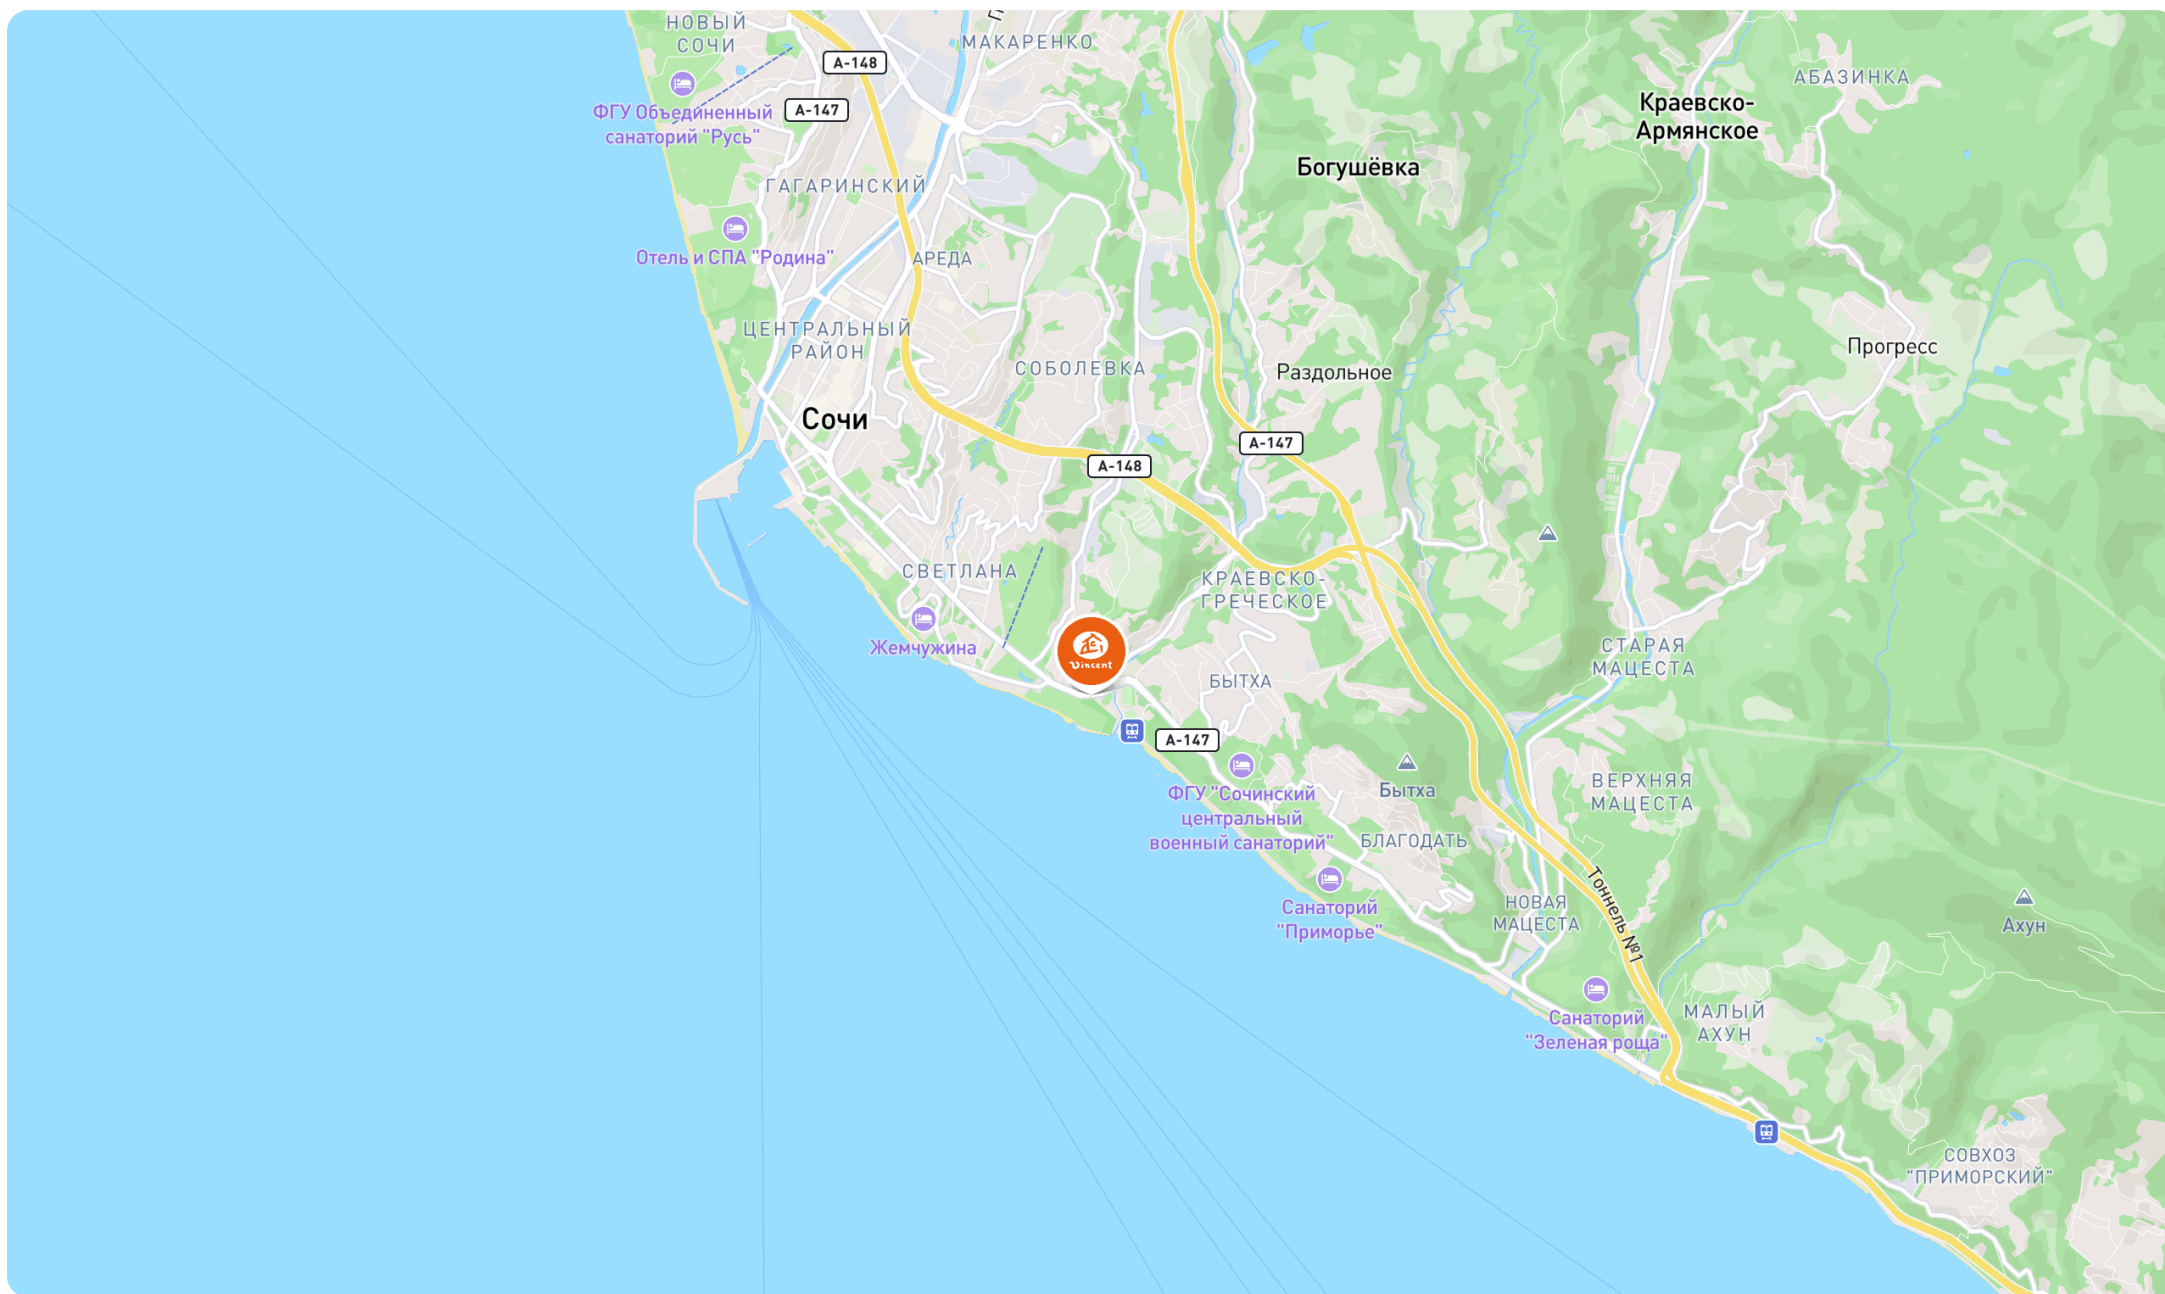 НОВЫЙ
СОЧИ
МАКАРЕНКО
А-148
АБАЗИНКА
ФГУ Объединенный
санаторий "Русь"
А-147
Краевско-
Армянское
Богушёвка
ГАГАРИНСКИЙ
Отель и СПА "Родина"
АРЕДА
ЦЕНТРАЛЬНЫЙ
РАЙОН
СОБОЛЕВКА
Раздольное
Прогресс
Сочи
А-147
А-148
СВЕТЛАНА
КРАЕВСКО-
ГРЕЧЕСКОЕ
Жемчужина
Vincent
СТАРАЯ
МАЦЕСТА
БЫТХА
А-147
ФГУ "Сочинский
центральный
военный санаторий"
Бытха
ВЕРХНЯЯ
МАЦЕСТА
БЛАГОДАТЬ
Тоннель №1
Санаторий
"Приморье"
НОВАЯ
МАЦЕСТА
Ахун
Санаторий
"Зеленая роща"
МАЛЫЙ
АХУН
СОВХОЗ
"ПРИМОРСКИЙ"